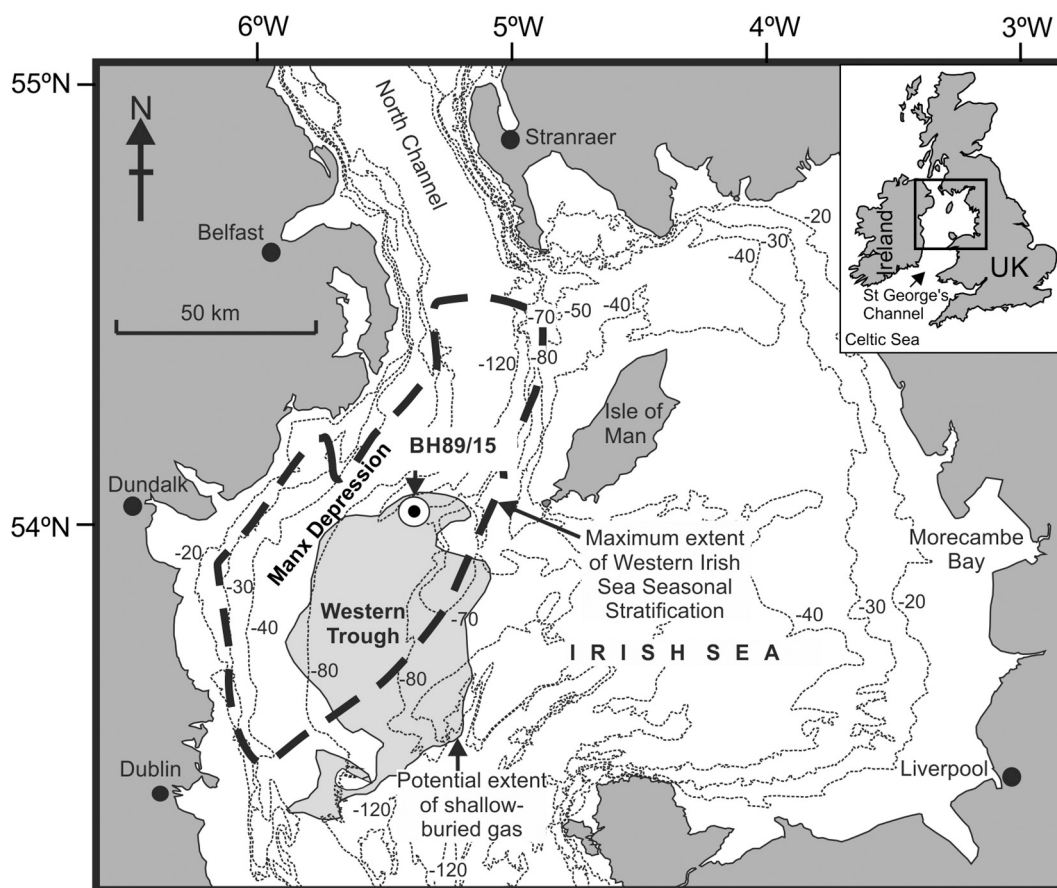 6ºW
5ºW
4ºW
3ºW
55ºN
54ºN
N
North Channel
Stranraer
Belfast
50 km
-20
-30
-40
-70
-50
-40
-80
-120
Isle of
Man
BH89/15
Manx Depression
Dundalk
-20
-30
-40
-80
Western
Trough
-70
-80
Maximum extent
of Western Irish
Sea Seasonal
Stratification
Morecambe
Bay
-40
-30
-20
IRISH SEA
Dublin
Potential extent
of shallow-
buried gas
-120
-120
Liverpool
Ireland
UK
St George's
Channel
Celtic Sea